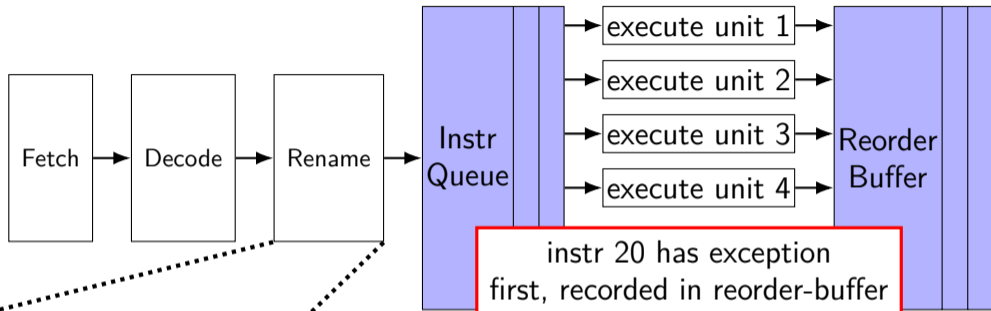 Fetch
Decode
Rename
Instr
Queue
execute unit 1
execute unit 2
execute unit 3
execute unit 4
Reorder
Buffer
instr 20 has exception
first, recorded in reorder-buffer